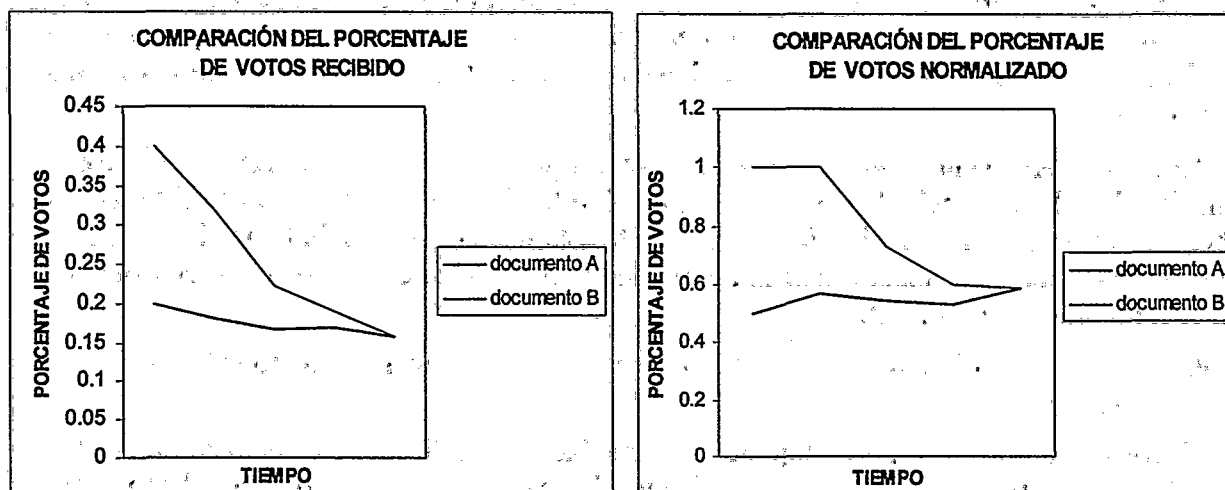 COMPARACIÓN DEL PORCENTAJE
DE VOTOS RECIBIDO
0.45
0.4
0.35
0.3
0.25
0.2
0.15
0.1
0.05
0
PORCENTAJE DE VOTOS
TIEMPO
documento A
documento B
COMPARACIÓN DEL PORCENTAJE
DE VOTOS NORMALIZADO
1.2
1
0.8
0.6
0.4
0.2
0
PORCENTAJE DE VOTOS
TIEMPO
documento A
documento B